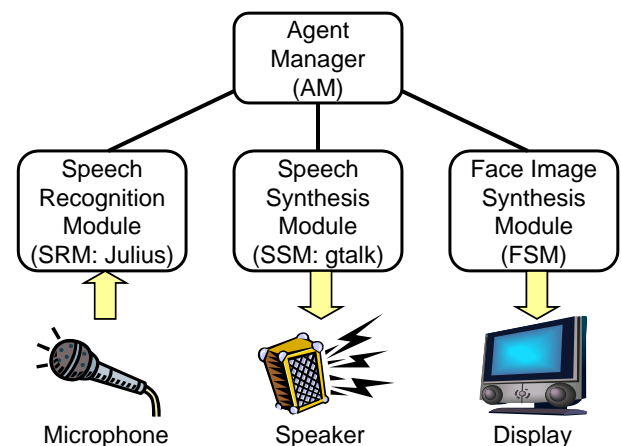 Agent
Manager
(AM)
Speech
Recognition
Module
(SRM: Julius)
Speech
Synthesis
Module
(SSM: gtalk)
Face Image
Synthesis
Module
(FSM)
Microphone
Speaker
Display